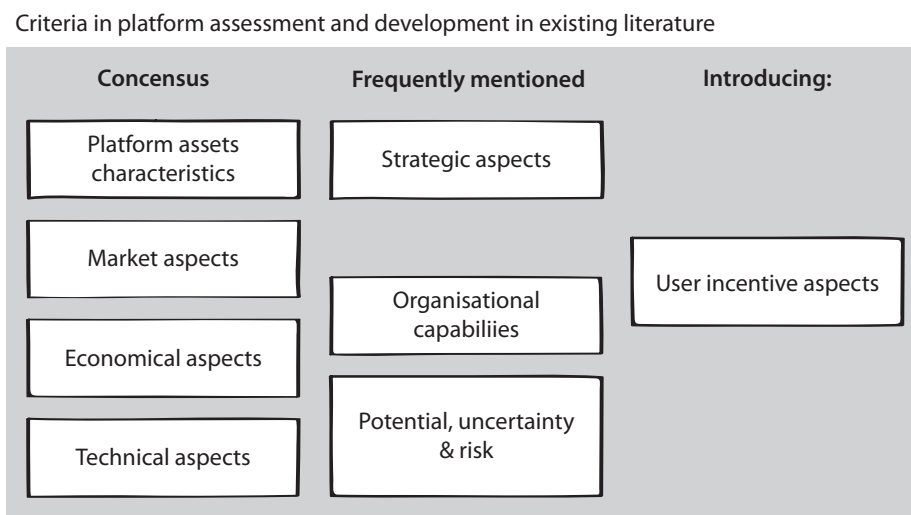 Criteria in platform assessment and development in existing literature
Concensus
Platform assets
characteristics
Market aspects
Economical aspects
Technical aspects
Frequently mentioned
Strategic aspects
Organisational
capabiliies
Potential, uncertainty
& risk
Introducing:
User incentive aspects